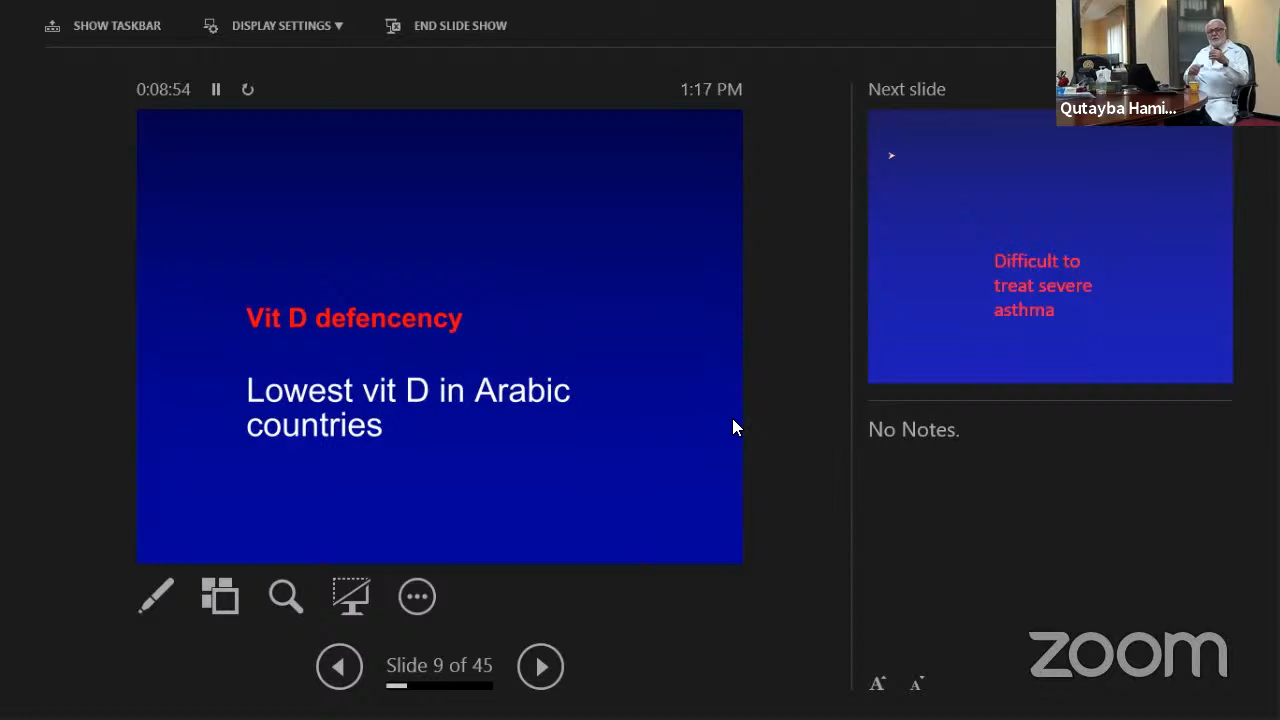 SHOW TASKBAR
DISPLAY SETTINGS ▼
END SLIDE SHOW
0:08:54
1:17 PM
Next slide
Qutayba Hami...
Vit D defencency
Lowest vit D in Arabic
countries
Difficult to
treat severe
asthma
No Notes.
Slide 9 of 45
A A
zoom